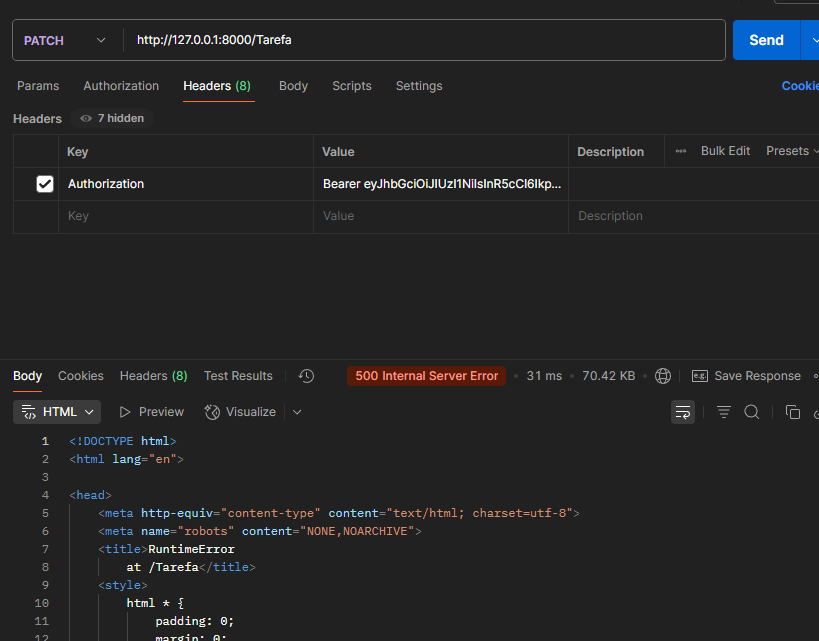 PATCH http://127.0.0.1:8000/Tarefa Send
Params Authorization Headers (8) Body Scripts Settings
Headers 7 hidden
Key Value Description Bulk Edit Presets
Authorization Bearer
Key Value Description
Body Cookies Headers (8) Test Results 500 Internal Server Error 31 ms 70.42 KB e.g. Save Response
HTML Preview Visualize
1 <!DOCTYPE html>
2 <html lang="en">
3
4 <head>
5 <meta http-equiv="content-type" content="text/html; charset=utf-8">
6 <meta name="robots" content="NONE,NOARCHIVE">
7 <title>RuntimeError
8 at /Tarefa</title>
9 <style>
10 html * {
11 padding: 0;
12 margin: 0;